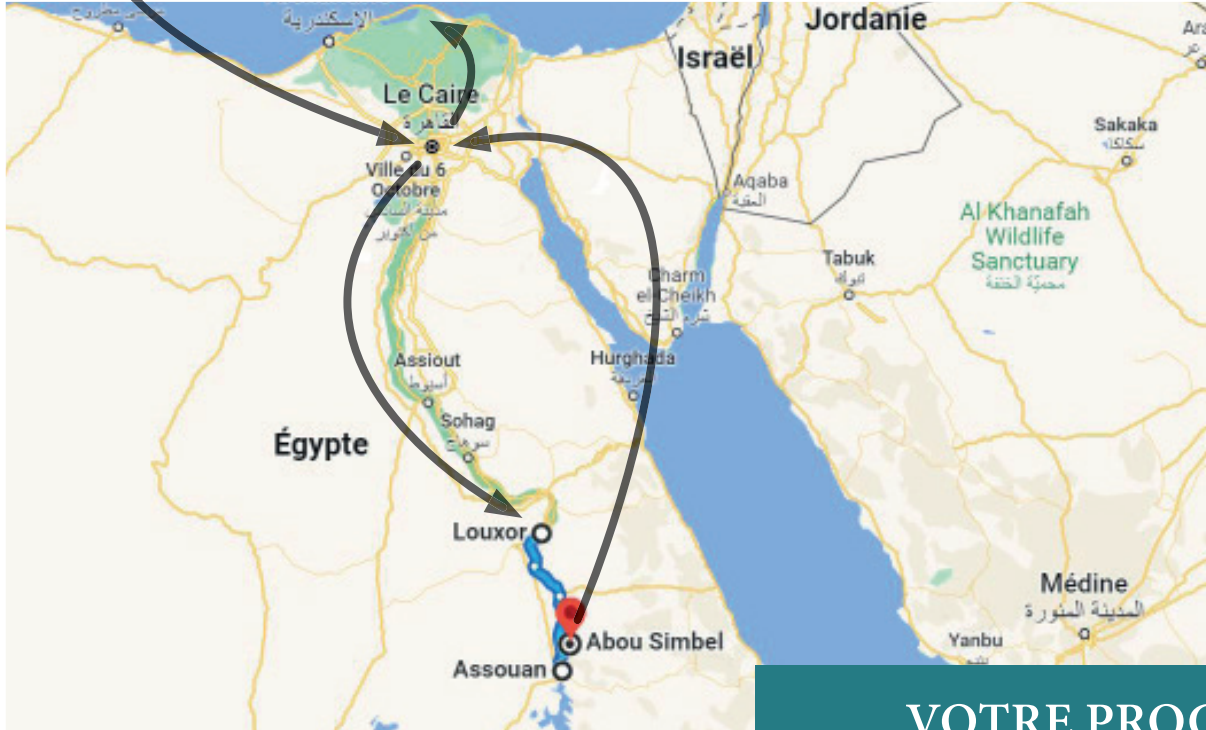 الإسكندرية
Jordanie
Israël
Le Caire
القاهرة
Sakaka
سكاكا
Ville du 6
Octobre
Aqaba
العقبة
Al Khanafah
Wildlife
Sanctuary
محميّة الخنفة
Tabuk
تبوك
Charm
el-Cheikh
شرم الشيخ
Hurghada
الغردقة
Assiout
أسيوط
Sohag
سوهاج
Égypte
Louxor
Médine
المدينة المنورة
Abou Simbel
Yanbu
Assouan
VOTRE PROG